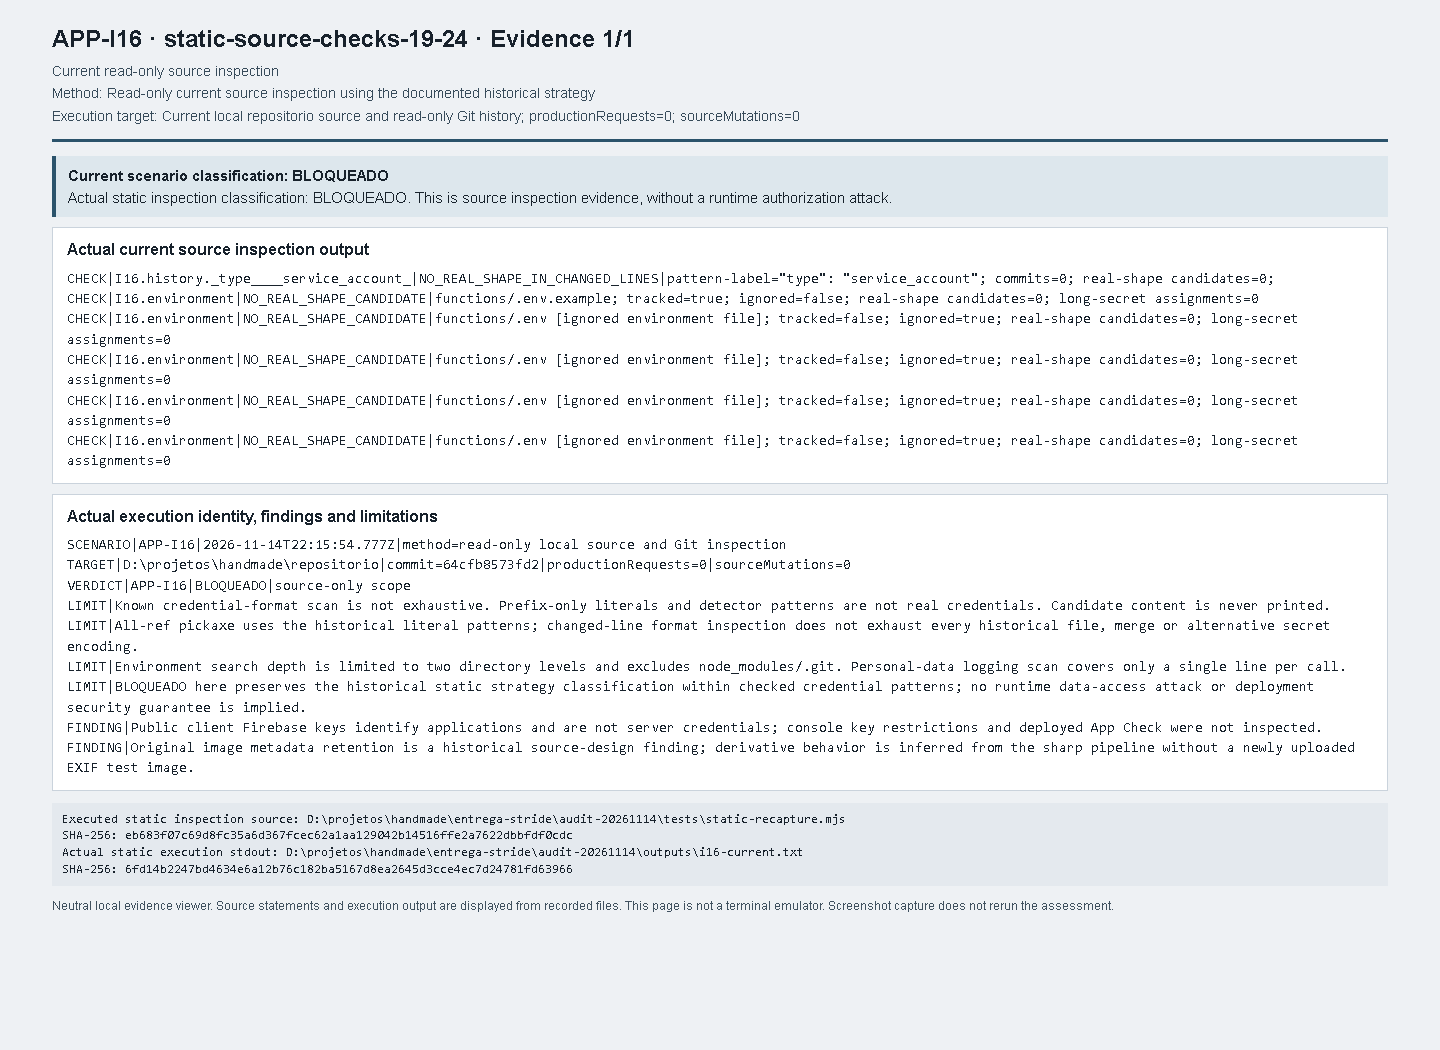 APP-I16 · static-source-checks-19-24 · Evidence 1/1
Current read-only source inspection
Method: Read-only current source inspection using the documented historical strategy
Execution target: Current local repositorio source and read-only Git history; productionRequests=0; sourceMutations=0
Current scenario classification: BLOQUEADO
Actual static inspection classification: BLOQUEADO. This is source inspection evidence, without a runtime authorization attack.
Actual current source inspection output
CHECK|I16.history._type____service_account_|NO_REAL_SHAPE_IN_CHANGED_LINES|pattern-label="type": "service_account"; commits=0; real-shape candidates=0;
CHECK|I16.environment|NO_REAL_SHAPE_CANDIDATE|functions/.env.example; tracked=true; ignored=false; real-shape candidates=0; long-secret assignments=0
CHECK|I16.environment|NO_REAL_SHAPE_CANDIDATE|functions/.env [ignored environment file]; tracked=false; ignored=true; real-shape candidates=0; long-secret
assignments=0
CHECK|I16.environment|NO_REAL_SHAPE_CANDIDATE|functions/.env [ignored environment file]; tracked=false; ignored=true; real-shape candidates=0; long-secret
assignments=0
CHECK|I16.environment|NO_REAL_SHAPE_CANDIDATE|functions/.env [ignored environment file]; tracked=false; ignored=true; real-shape candidates=0; long-secret
assignments=0
CHECK|I16.environment|NO_REAL_SHAPE_CANDIDATE|functions/.env [ignored environment file]; tracked=false; ignored=true; real-shape candidates=0; long-secret
assignments=0
Actual execution identity, findings and limitations
SCENARIO|APP-I16|2026-11-14T22:15:54.777Z|method=read-only local source and Git inspection
TARGET|D:\projetos\handmade\repositorio|commit=64cfb8573fd2|productionRequests=0|sourceMutations=0
VERDICT|APP-I16|BLOQUEADO|source-only scope
LIMIT|Known credential-format scan is not exhaustive. Prefix-only literals and detector patterns are not real credentials. Candidate content is never printed.
LIMIT|All-ref pickaxe uses the historical literal patterns; changed-line format inspection does not exhaust every historical file, merge or alternative secret
encoding.
LIMIT|Environment search depth is limited to two directory levels and excludes node_modules/.git. Personal-data logging scan covers only a single line per call.
LIMIT|BLOQUEADO here preserves the historical static strategy classification within checked credential patterns; no runtime data-access attack or deployment
security guarantee is implied.
FINDING|Public client Firebase keys identify applications and are not server credentials; console key restrictions and deployed App Check were not inspected.
FINDING|Original image metadata retention is a historical source-design finding; derivative behavior is inferred from the sharp pipeline without a newly uploaded
EXIF test image.
Executed static inspection source: D:\projetos\handmade\entrega-stride\audit-20261114\tests\static-recapture.mjs
SHA-256: eb683f07c69d8fc35a6d367fcec62a1aa129042b14516ffe2a7622dbbfdf0cdc
Actual static execution stdout: D:\projetos\handmade\entrega-stride\audit-20261114\outputs\i16-current.txt
SHA-256: 6fd14b2247bd4634e6a12b76c182ba5167d8ea2645d3cce4ec7d24781fd63966
Neutral local evidence viewer. Source statements and execution output are displayed from recorded files. This page is not a terminal emulator. Screenshot capture does not rerun the assessment.